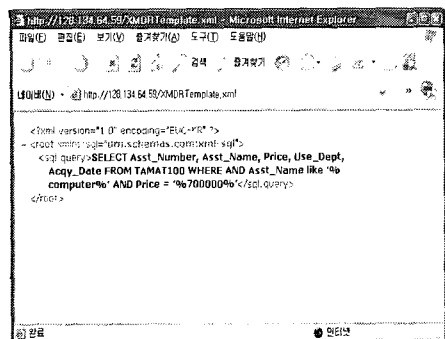 http://128.134.64.59/XMDRTemplate.xml - Microsoft Internet Explorer
파일(F) 편집(E) 보기(V) 즐겨찾기(A) 도구(T) 도움말(H)
검색 즐겨찾기
http://128.134.64.59/XMDRTemplate.xml
<?xml version="1.0" encoding="EUC-KR" ?>
- <root xmlns:sql="urn:schemas.com:xml-sql">
<sql:query>SELECT Asst_Number, Asst_Name, Price, Use_Dept,
Acqy_Date FROM TAMAT100 WHERE AND Asst_Name like '%
computer%' AND Price = '%700000%'</sql:query>
</root>
완료 인터넷